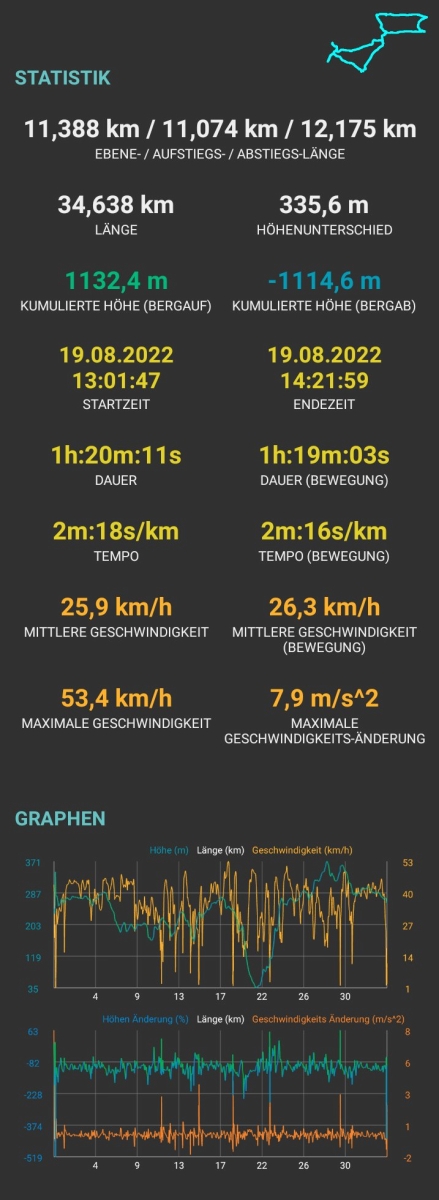 STATISTIK
11,388 km / 11,074 km / 12,175 km
EBENE- / AUFSTIEGS- / ABSTIEGS-LÄNGE
34,638 km
335,6 m
LÄNGE
HÖHENUNTERSCHIED
1132,4 m
-1114,6 m
KUMULIERTE HÖHE (BERGAUF)
KUMULIERTE HÖHE (BERGAB)
19.08.2022
13:01:47
19.08.2022
14:21:59
STARTZEIT
ENDEZEIT
1h:20m:11s
1h:19m:03s
DAUER
DAUER (BEWEGUNG)
2m:18s/km
2m:16s/km
TEMPO
TEMPO (BEWEGUNG)
25,9 km/h
26,3 km/h
MITTLERE GESCHWINDIGKEIT
MITTLERE GESCHWINDIGKEIT
(BEWEGUNG)
53,4 km/h
7,9 m/s^2
MAXIMALE GESCHWINDIGKEIT
MAXIMALE
GESCHWINDIGKEITS-ÄNDERUNG
GRAPHEN
Höhe (m) Länge (km) Geschwindigkeit (km/h)
371 53
287 40
203 27
119 14
35 1
4 9 13 18 22 26 30
Höhen Änderung (%) Länge (km) Geschwindigkeits Änderung (m/s^2)
63 8
-82 6
-228 3
-374 1
-519 -2
4 9 13 18 22 26 30